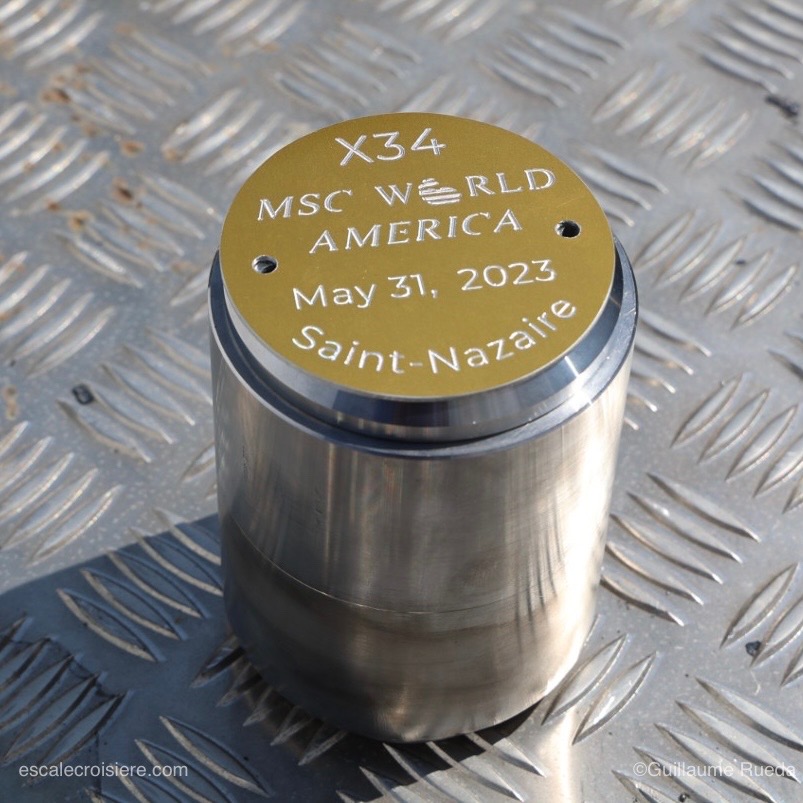 X34
MSC WORLD
AMERICA
May 31, 2023
Saint-Nazaire
escalecroisiere.com
©Guillaume Rueda